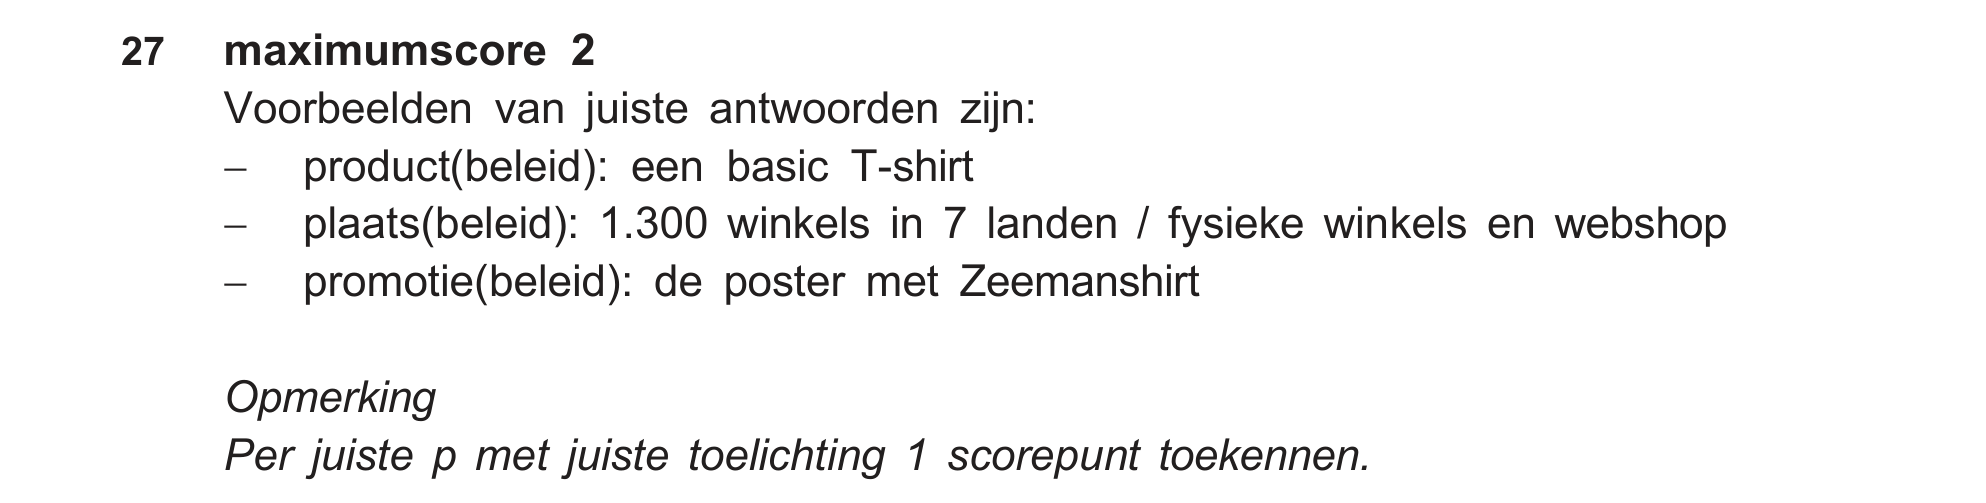 27 maximumscore 2
Voorbeelden van juiste antwoorden zijn:
− product(beleid): een basic T-shirt
− plaats(beleid): 1.300 winkels in 7 landen / fysieke winkels en webshop
− promotie(beleid): de poster met Zeemanshirt
Opmerking
Per juiste p met juiste toelichting 1 scorepunt toekennen.